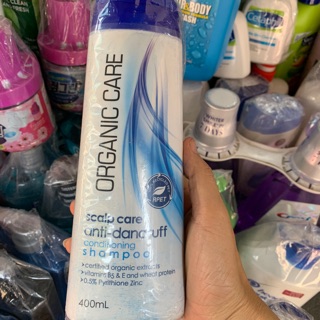 ORGANIC CARE
RPET
scalp care
anti-dandruff
conditioning
shampoo
> certified organic extracts
> vitamins B5 & E and wheat protein
> 0.5% Pyrithione Zinc
400mL
BODY
WASH
Cetaphil
DAYS